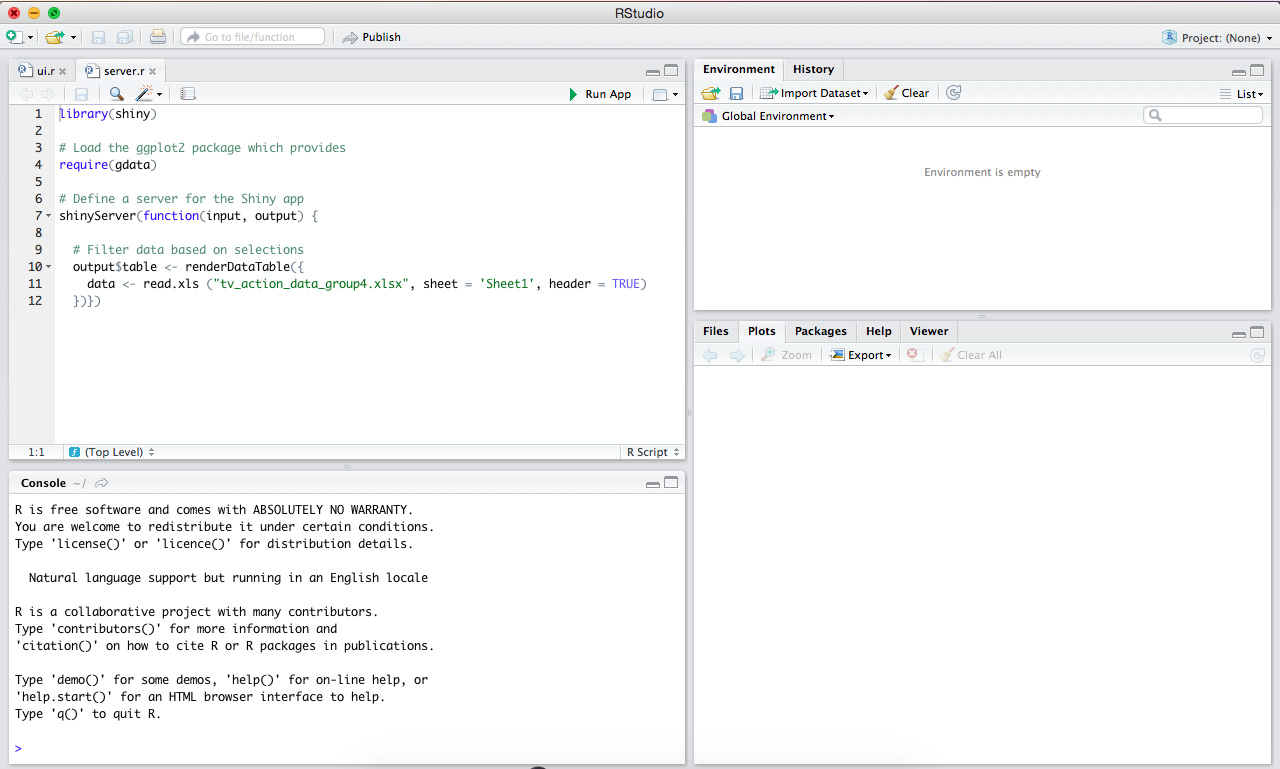 RStudio
Go to file/function
Publish
Project: (None)
ui.r
server.r
Run App
1 library(shiny)
2
3 # Load the ggplot2 package which provides
4 require(gdata)
5
6 # Define a server for the Shiny app
7 shinyServer(function(input, output) {
8
9 # Filter data based on selections
10 output$table <- renderDataTable({
11 data <- read.xls ("tv_action_data_group4.xlsx", sheet = 'Sheet1', header = TRUE)
12 })})
1:1 (Top Level) R Script
Console ~/
R is free software and comes with ABSOLUTELY NO WARRANTY.
You are welcome to redistribute it under certain conditions.
Type 'license()' or 'licence()' for distribution details.
Natural language support but running in an English locale
R is a collaborative project with many contributors.
Type 'contributors()' for more information and
'citation()' on how to cite R or R packages in publications.
Type 'demo()' for some demos, 'help()' for on-line help, or
'help.start()' for an HTML browser interface to help.
Type 'q()' to quit R.
>
Environment History
Import Dataset Clear List
Global Environment
Environment is empty
Files Plots Packages Help Viewer
Zoom Export Clear All